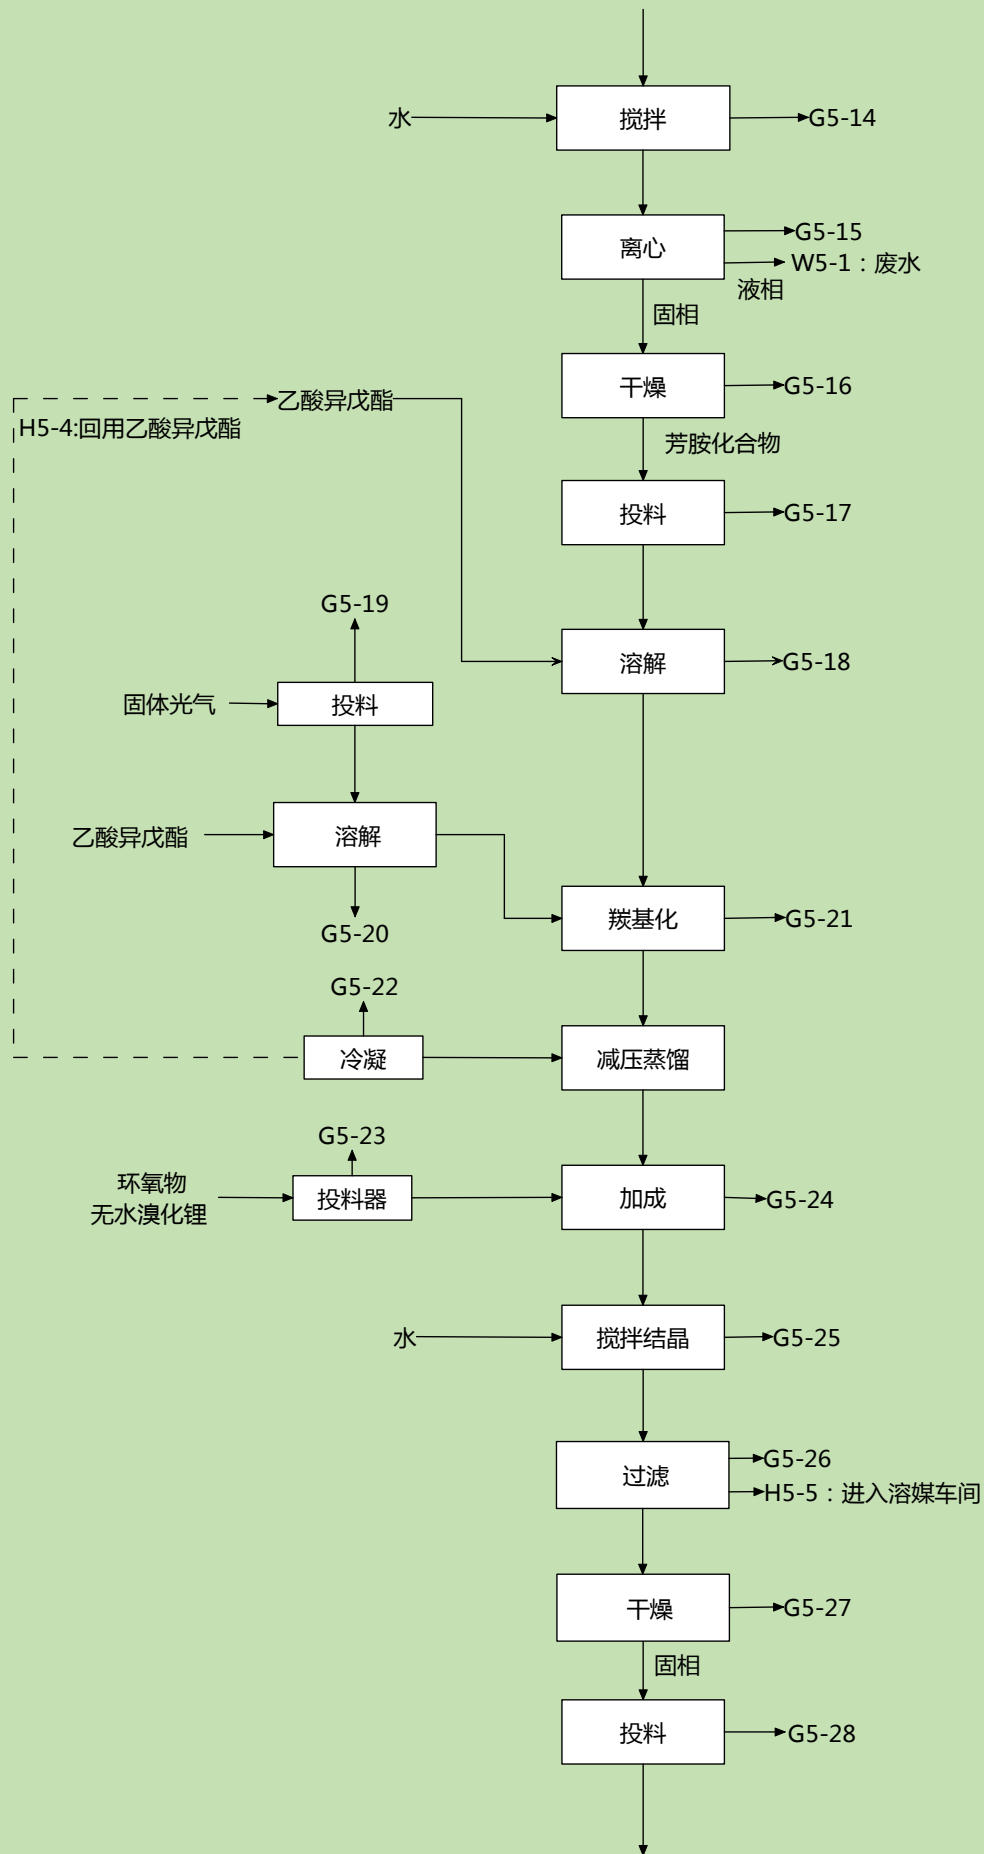 水
搅拌
G5-14
离心
G5-15
W5-1：废水
液相
固相
干燥
G5-16
乙酸异戊酯
H5-4:回用乙酸异戊酯
芳胺化合物
投料
G5-17
G5-19
溶解
G5-18
固体光气
投料
乙酸异戊酯
溶解
G5-20
羰基化
G5-21
G5-22
冷凝
减压蒸馏
G5-23
环氧物
无水溴化锂
投料器
加成
G5-24
水
搅拌结晶
G5-25
过滤
G5-26
H5-5：进入溶媒车间
干燥
G5-27
固相
投料
G5-28